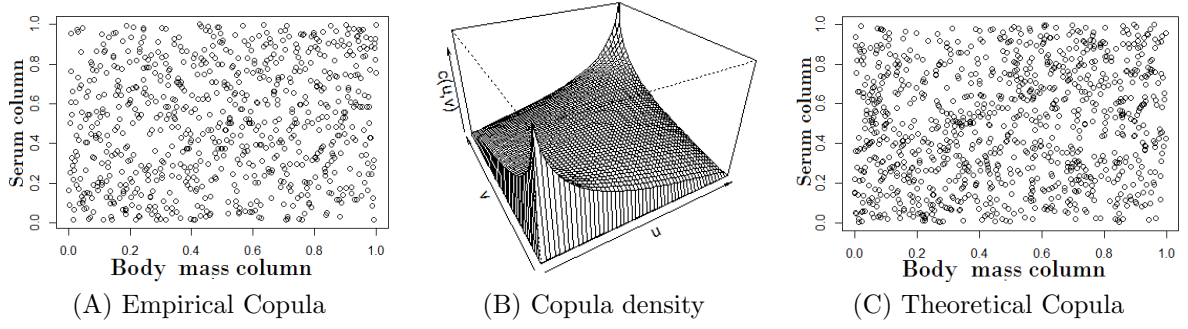 1.0
0.8
0.6
0.4
0.2
0.0
Serum column
0.0 0.2 0.4 0.6 0.8 1.0
Body mass column
(A) Empirical Copula
c(u,v)
v
u
(B) Copula density
1.0
0.8
0.6
0.4
0.2
0.0
Serum column
0.0 0.2 0.4 0.6 0.8 1.0
Body mass column
(C) Theoretical Copula